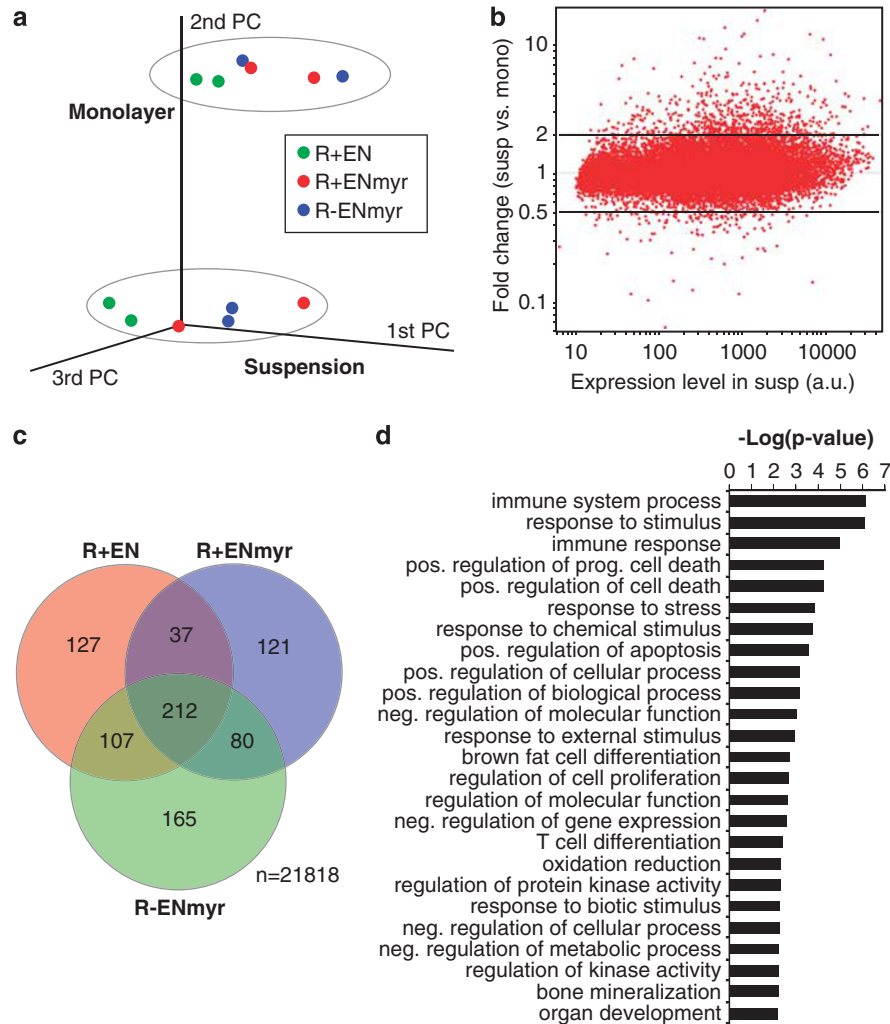 a
2nd PC
Monolayer
R+EN
R+ENmyr
R-ENmyr
1st PC
Suspension
3rd PC
b
Fold change (susp vs. mono)
10
2
1
0.5
0.1
10 100 1000 10000
Expression level in susp (a.u.)
c
R+EN R+ENmyr
127 37 121
212
107 80
165
n=21818
R-ENmyr
d
-Log(p-value)
0 1 2 3 4 5 6 7
immune system process
response to stimulus
immune response
pos. regulation of prog. cell death
pos. regulation of cell death
response to stress
response to chemical stimulus
pos. regulation of apoptosis
pos. regulation of cellular process
pos. regulation of biological process
neg. regulation of molecular function
response to external stimulus
brown fat cell differentiation
regulation of cell proliferation
regulation of molecular function
neg. regulation of gene expression
T cell differentiation
oxidation reduction
regulation of protein kinase activity
response to biotic stimulus
neg. regulation of cellular process
neg. regulation of metabolic process
regulation of kinase activity
bone mineralization
organ development